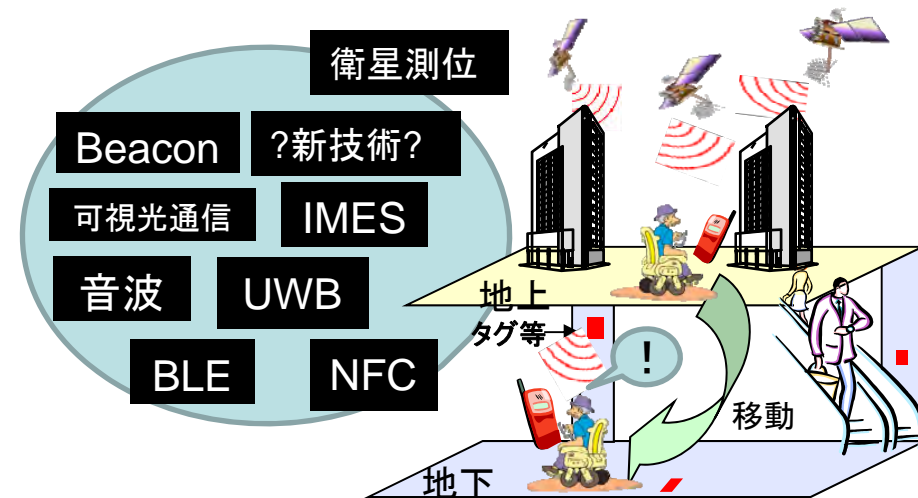 衛星測位
Beacon
?新技術?
可視光通信
IMES
音波
UWB
BLE
NFC
地上
タグ等
!
移動
地下